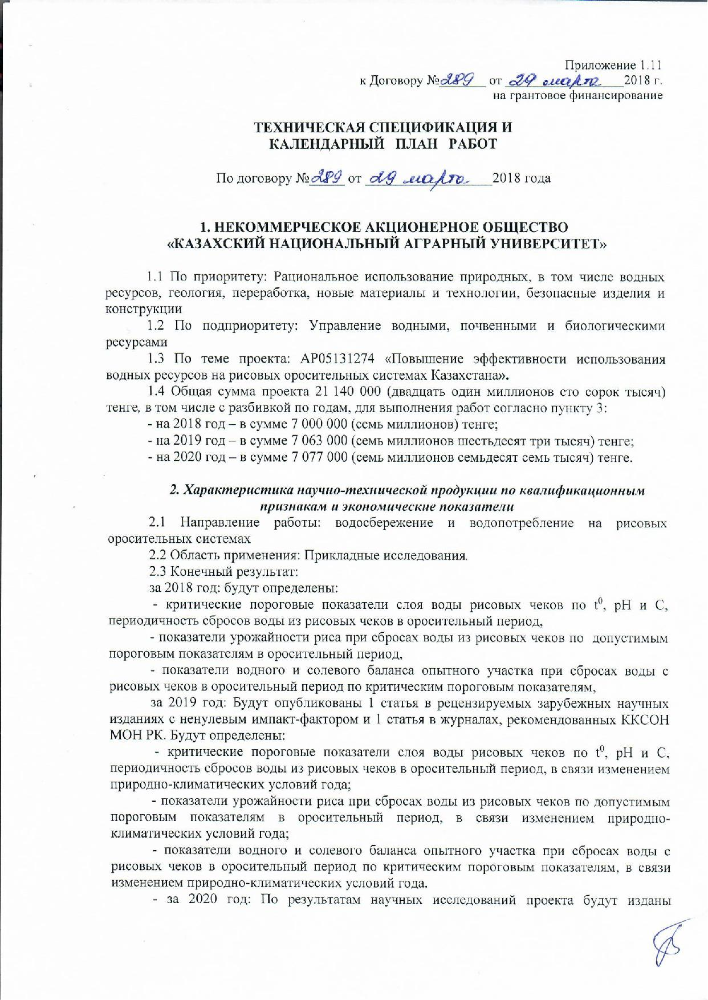 Приложение 1.11
к Договору №289 от 29 марта 2018 г.
на грантовое финансирование
ТЕХНИЧЕСКАЯ СПЕЦИФИКАЦИЯ И
КАЛЕНДАРНЫЙ ПЛАН РАБОТ
По договору №289 от 29 марта 2018 года
1. НЕКОММЕРЧЕСКОЕ АКЦИОНЕРНОЕ ОБЩЕСТВО
«КАЗАХСКИЙ НАЦИОНАЛЬНЫЙ АГРАРНЫЙ УНИВЕРСИТЕТ»
1.1 По приоритету: Рациональное использование природных, в том числе водных
ресурсов, геология, переработка, новые материалы и технологии, безопасные изделия и
конструкции
1.2 По подприоритету: Управление водными, почвенными и биологическими
ресурсами
1.3 По теме проекта: АР05131274 «Повышение эффективности использования
водных ресурсов на рисовых оросительных системах Казахстана».
1.4 Общая сумма проекта 21 140 000 (двадцать один миллионов сто сорок тысяч)
тенге, в том числе с разбивкой по годам, для выполнения работ согласно пункту 3:
- на 2018 год – в сумме 7 000 000 (семь миллионов) тенге;
- на 2019 год – в сумме 7 063 000 (семь миллионов шестьдесят три тысяч) тенге;
- на 2020 год – в сумме 7 077 000 (семь миллионов семьдесят семь тысяч) тенге.
2. Характеристика научно-технической продукции по квалификационным
признакам и экономические показатели
2.1 Направление работы: водосбережение и водопотребление на рисовых
оросительных системах
2.2 Область применения: Прикладные исследования.
2.3 Конечный результат:
за 2018 год: будут определены:
- критические пороговые показатели слоя воды рисовых чеков по t⁰, pH и С,
периодичность сбросов воды из рисовых чеков в оросительный период,
- показатели урожайности риса при сбросах воды из рисовых чеков по допустимым
пороговым показателям в оросительный период,
- показатели водного и солевого баланса опытного участка при сбросах воды с
рисовых чеков в оросительный период по критическим пороговым показателям,
за 2019 год: Будут опубликованы 1 статья в рецензируемых зарубежных научных
изданиях с ненулевым импакт-фактором и 1 статья в журналах, рекомендованных ККСОН
МОН РК. Будут определены:
- критические пороговые показатели слоя воды рисовых чеков по t⁰, pH и С,
периодичность сбросов воды из рисовых чеков в оросительный период, в связи изменением
природно-климатических условий года;
- показатели урожайности риса при сбросах воды из рисовых чеков по допустимым
пороговым показателям в оросительный период, в связи изменением природно-
климатических условий года;
- показатели водного и солевого баланса опытного участка при сбросах воды с
рисовых чеков в оросительный период по критическим пороговым показателям, в связи
изменением природно-климатических условий года.
- за 2020 год: По результатам научных исследований проекта будут изданы